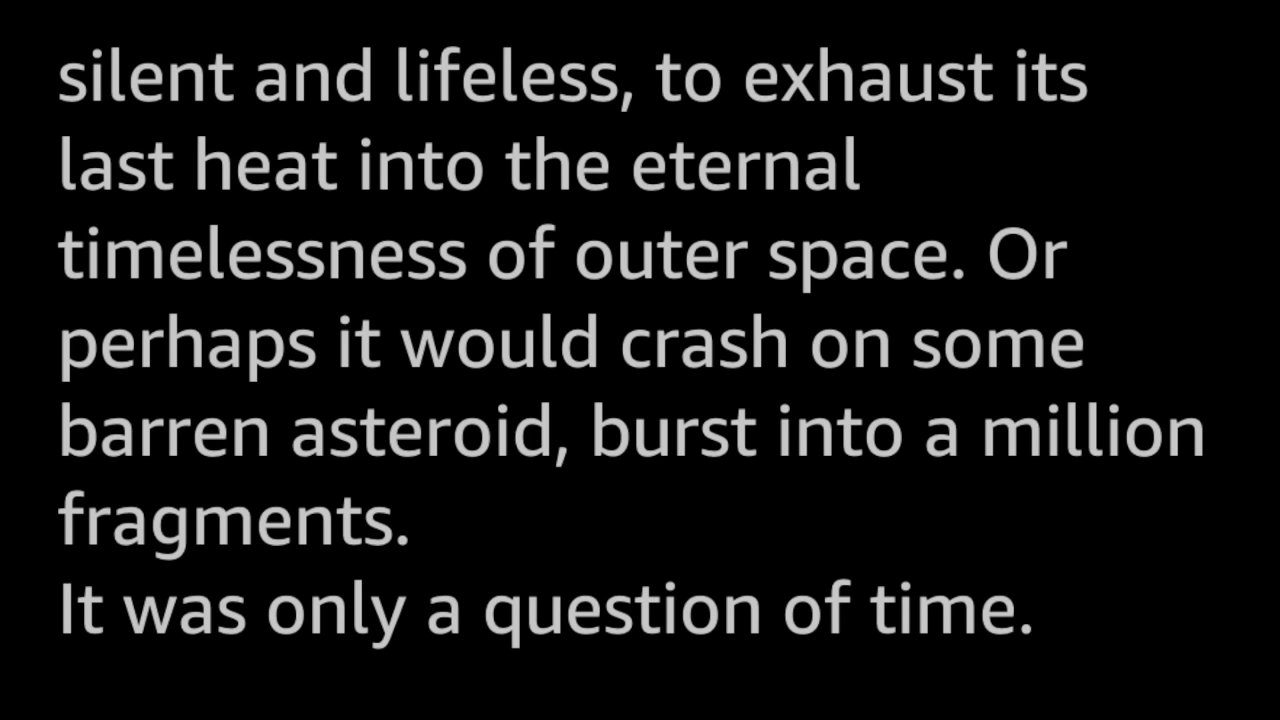 silent and lifeless, to exhaust its
last heat into the eternal
timelessness of outer space. Or
perhaps it would crash on some
barren asteroid, burst into a million
fragments.
It was only a question of time.